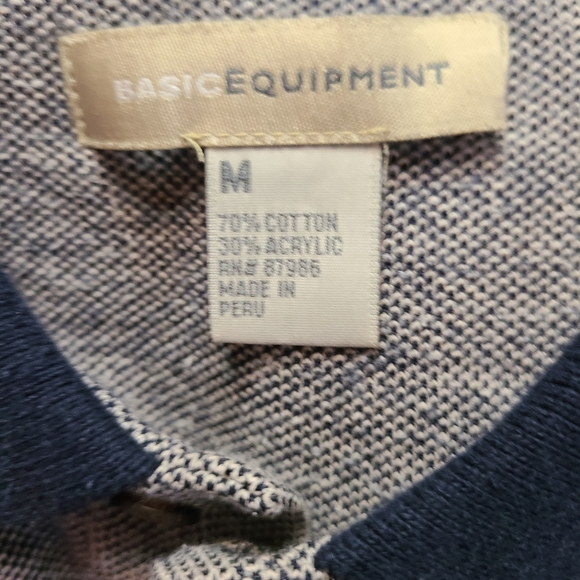 BASICEQUIPMENT
M
70% COTTON
30% ACRYLIC
RN# 87986
MADE IN
PERU